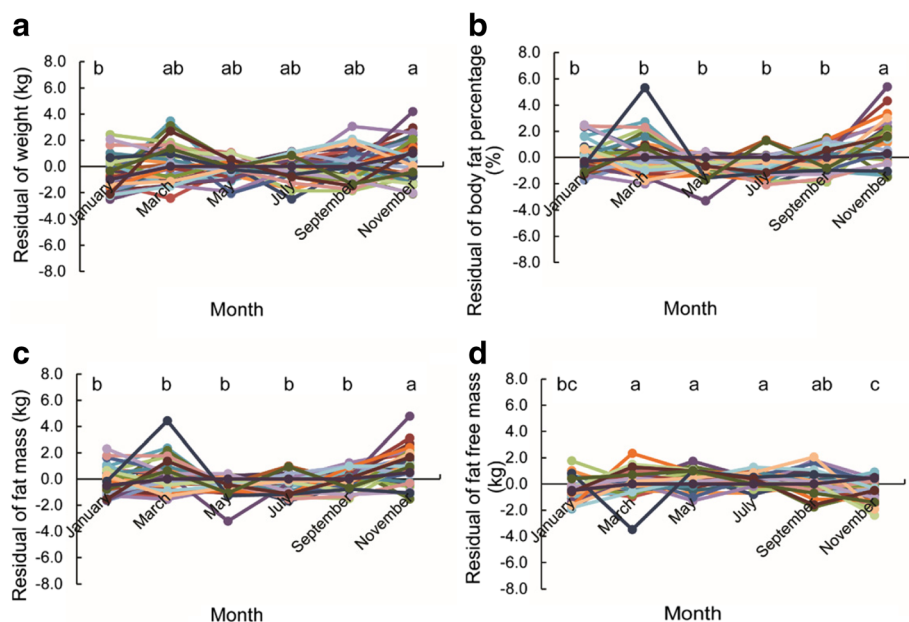 a
Residual of weight (kg)
8.0
6.0
4.0
2.0
0.0
-2.0
-4.0
-6.0
-8.0
b ab ab ab ab a
January March May July September November
Month
b
Residual of body fat percentage
(%)
8.0
6.0
4.0
2.0
0.0
-2.0
-4.0
-6.0
-8.0
b b b b b a
January March May July September November
Month
c
Residual of fat mass (kg)
8.0
6.0
4.0
2.0
0.0
-2.0
-4.0
-6.0
-8.0
b b b b b a
January March May July September November
Month
d
Residual of fat free mass
(kg)
8.0
6.0
4.0
2.0
0.0
-2.0
-4.0
-6.0
-8.0
bc a a a ab c
January March May July September November
Month